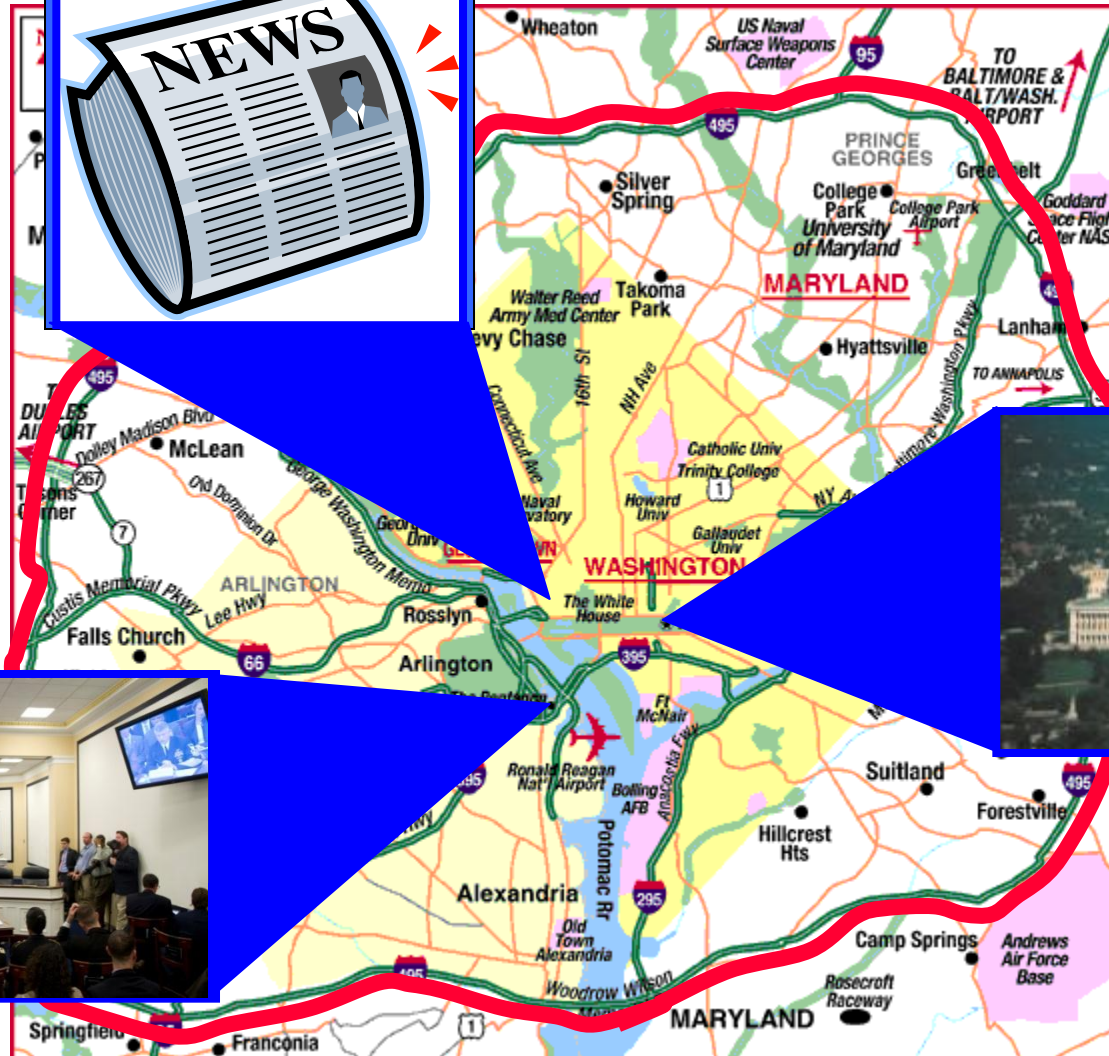 NEWS
Wheaton
US Naval
Surface Weapons
Center
95
TO
BALTIMORE &
BALT/WASH.
AIRPORT
495
PRINCE
GEORGES
Greenbelt
Silver
Spring
College
Park
College Park
Airport
University
of Maryland
Goddard
MARYLAND
Walter Reed
Army Med Center
Takoma
Park
evy Chase
Hyattsville
Lanham
TO ANNAPOLIS
16th St
NH Ave
Connecticut Ave
495
Dolley Madison Blvd
McLean
267
Old Dominion Dr
7
George Washington Mem
Catholic Univ
Trinity College
1
Howard
Univ
Gallaudet
Univ
NY A
WASHINGTON
The White
House
ARLINGTON
Custis Memorial Pkwy
Lee Hwy
Rosslyn
Falls Church
66
Arlington
395
The Pentagon
Ft
McNair
Ronald Reagan
Nat'l Airport
Bolling
AFB
Anacostia Fwy
Suitland
495
Forestville
Hillcrest
Hts
Potomac Rr
Alexandria
295
Old
Town
Alexandria
Camp Springs
Andrews
Air Force
Base
495
Woodrow Wilson
Rosecroft
Raceway
MARYLAND
Springfield
1
Franconia